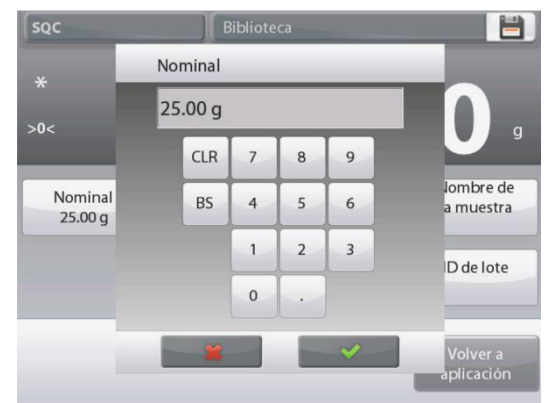 SQC
Biblioteca
*
>0<
0
g
Nominal
25.00 g
CLR 7 8 9
BS 4 5 6
1 2 3
0 .
Nominal
25.00 g
Nombre de
a muestra
ID de lote
Volver a
aplicación